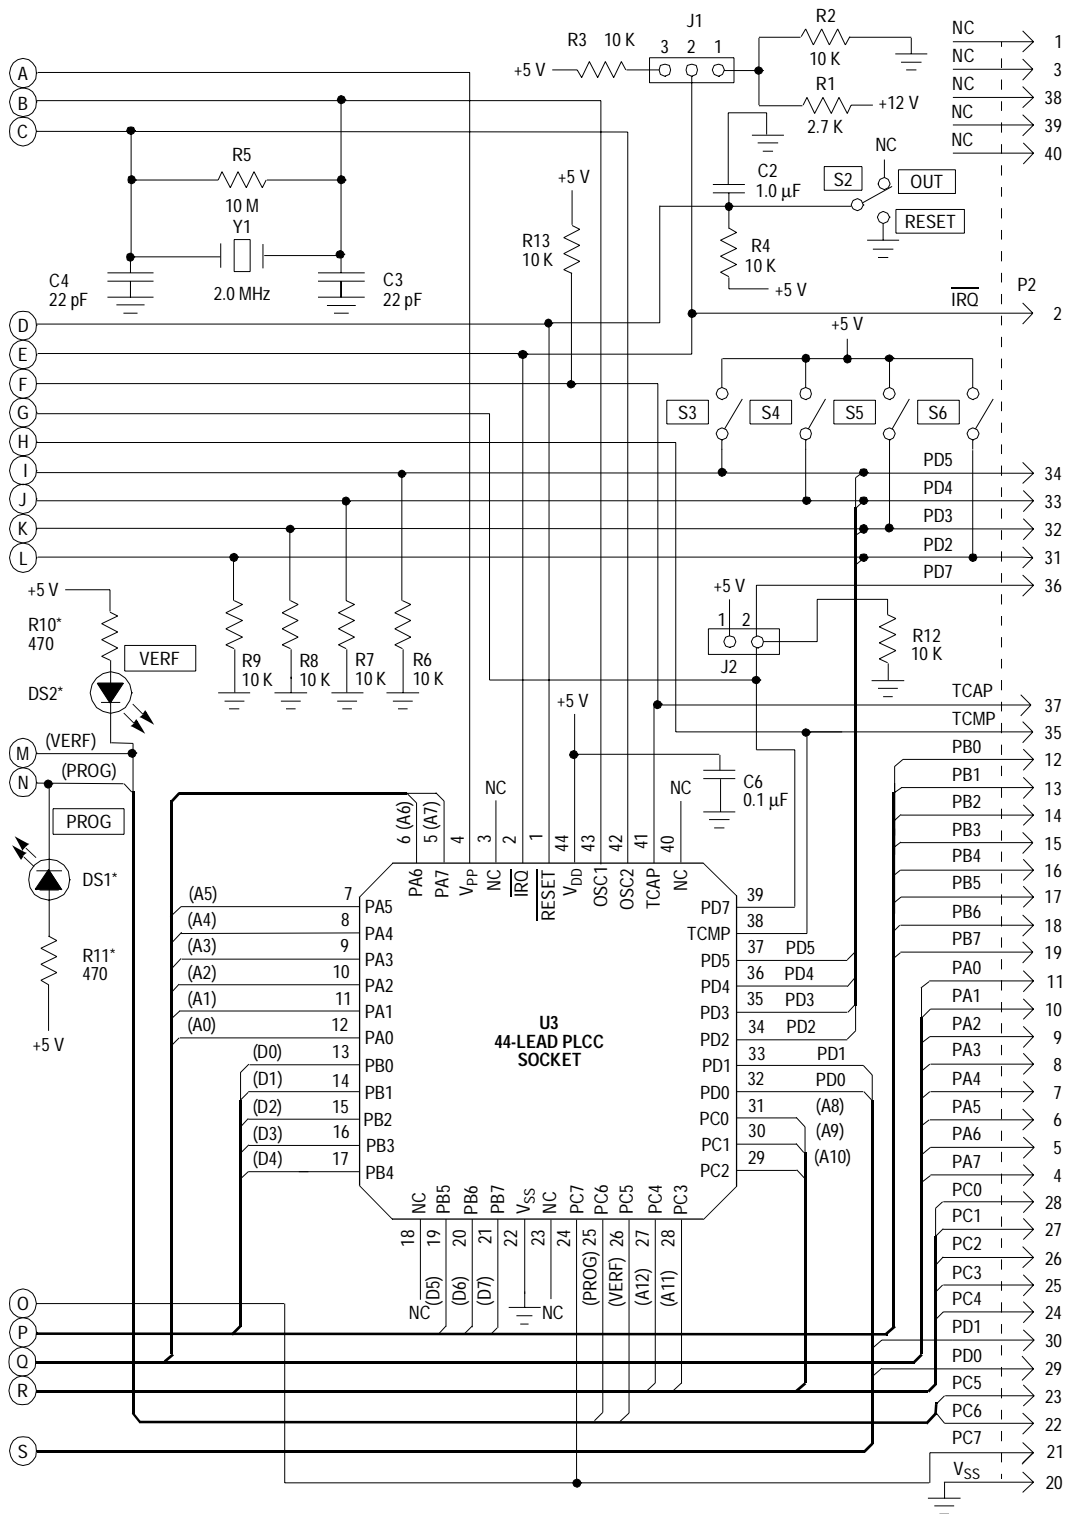 J1
R3 10 K
3 2 1
+5 V
R2
10 K
R1
2.7 K
+12 V
NC 1
NC 3
NC 38
NC 39
NC 40
A
B
C
R5
10 M
Y1
2.0 MHz
C4
22 pF
C3
22 pF
+5 V
R13
10 K
C2
1.0 µF
R4
10 K
+5 V
NC
S2
OUT
RESET
P2
IRQ 2
+5 V
D
E
F
G
H
I
J
K
L
S3
S4
S5
S6
PD5 34
PD4 33
PD3 32
PD2 31
PD7 36
+5 V
R10*
470
VERF
DS2*
R9
10 K
R8
10 K
R7
10 K
R6
10 K
+5 V
1 2
J2
R12
10 K
+5 V
TCAP 37
TCMP 35
M (VERF)
N (PROG)
PROG
DS1*
R11*
470
+5 V
C6
0.1 µF
NC
NC
6 (A6)
5 (A7)
4
3
2
1
44
43
42
41
40
PA6
PA7
VPP
NC
IRQ
RESET
VDD
OSC1
OSC2
TCAP
NC
(A5) 7 PA5
(A4) 8 PA4
(A3) 9 PA3
(A2) 10 PA2
(A1) 11 PA1
(A0) 12 PA0
(D0) 13 PB0
(D1) 14 PB1
(D2) 15 PB2
(D3) 16 PB3
(D4) 17 PB4
U3
44-LEAD PLCC
SOCKET
PD7 39
TCMP 38
PD5 37 PD5
PD4 36 PD4
PD3 35 PD3
PD2 34 PD2
PD1 33 PD1
PD0 32 PD0
PC0 31 (A8)
PC1 30 (A9)
PC2 29 (A10)
NC
PB5
PB6
PB7
VSS
NC
PC7
PC6
PC5
PC4
PC3
18
19
20
21
22
23
24
25
26
27
28
NC
(D5)
(D6)
(D7)
NC
(PROG)
(VERF)
(A12)
(A11)
PB0 12
PB1 13
PB2 14
PB3 15
PB4 16
PB5 17
PB6 18
PB7 19
PA0 11
PA1 10
PA2 9
PA3 8
PA4 7
PA5 6
PA6 5
PA7 4
PC0 28
PC1 27
PC2 26
PC3 25
PC4 24
PD1 30
PD0 29
PC5 23
PC6 22
PC7 21
VSS 20
O
P
Q
R
S